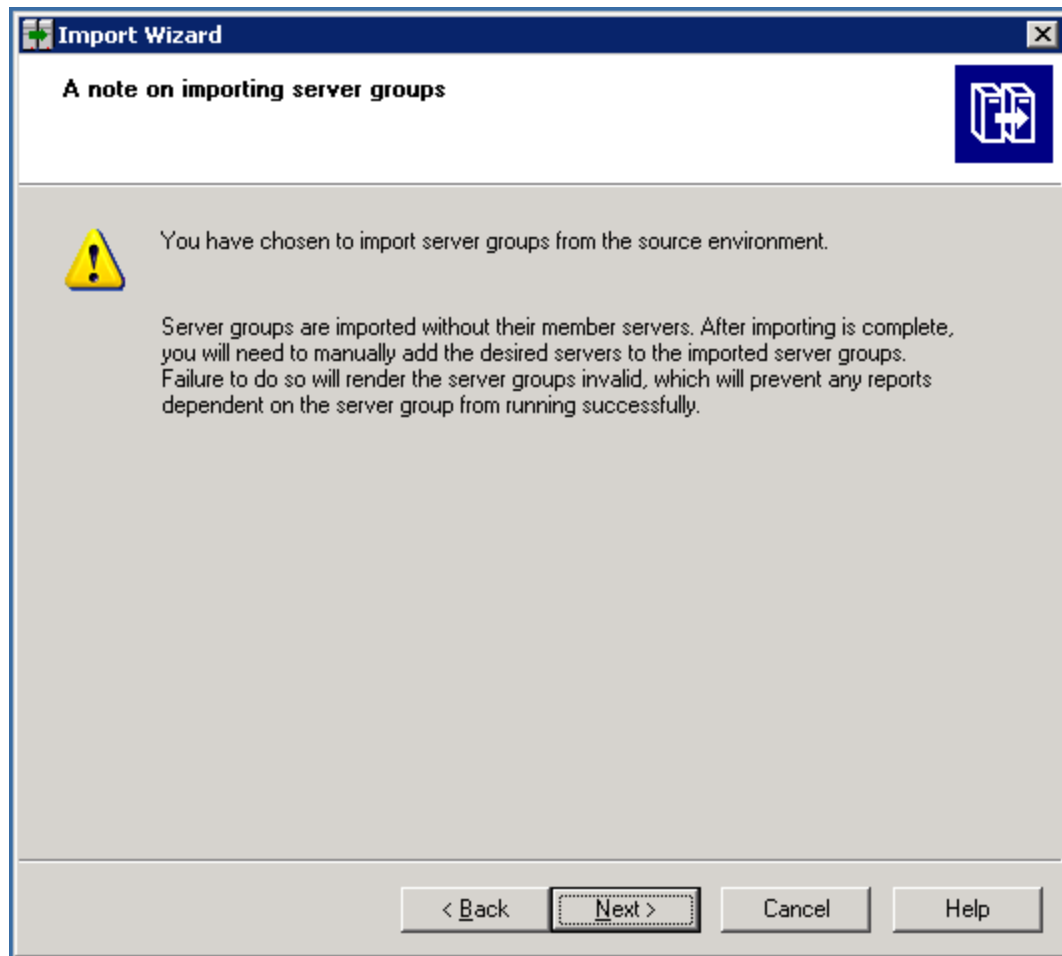 Import Wizard
A note on importing server groups
You have chosen to import server groups from the source environment.
Server groups are imported without their member servers. After importing is complete,
you will need to manually add the desired servers to the imported server groups.
Failure to do so will render the server groups invalid, which will prevent any reports
dependent on the server group from running successfully.
< Back Next > Cancel Help